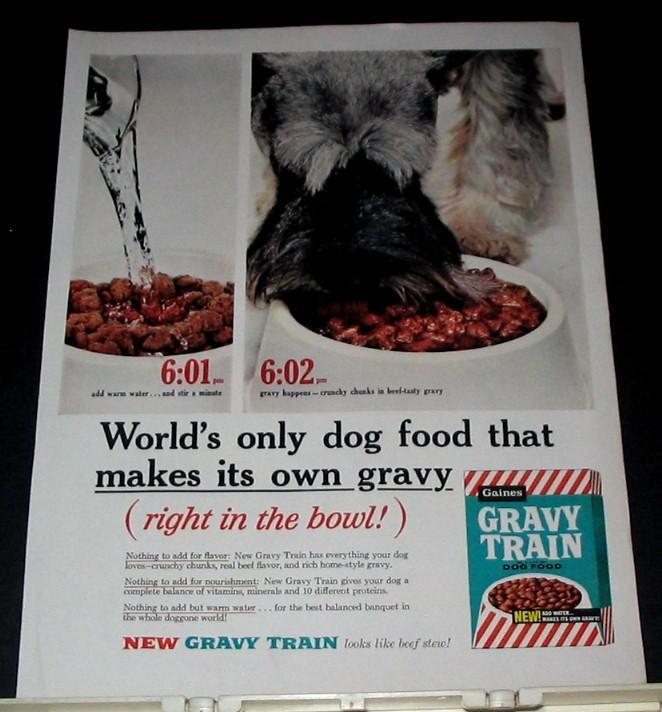 6:01 pm
add warm water...and stir a minute
6:02 pm
gravy happens—crunchy chunks in beef-tasty gravy
World's only dog food that
makes its own gravy
(right in the bowl!)
Nothing to add for flavor: New Gravy Train has everything your dog
loves—crunchy chunks, real beef flavor, and rich home-style gravy.
Nothing to add for nourishment: New Gravy Train gives your dog a
complete balance of vitamins, minerals and 10 different proteins.
Nothing to add but warm water . . . for the best balanced banquet in
the whole doggone world!
NEW GRAVY TRAIN looks like beef stew!
Gaines
GRAVY
TRAIN
DOG FOOD
NEW! ADD WATER...
MAKES ITS OWN GRAVY!